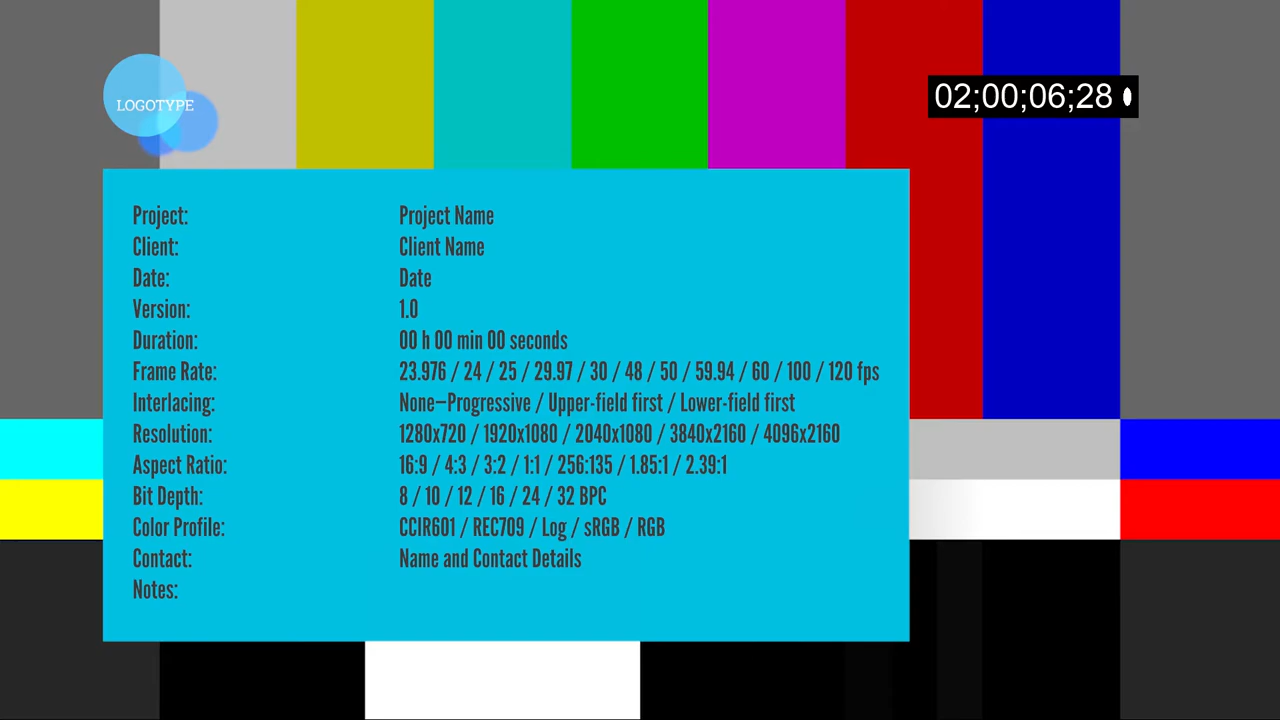 LOGOTYPE
02;00;06;28
Project: Project Name
Client: Client Name
Date: Date
Version: 1.0
Duration: 00 h 00 min 00 seconds
Frame Rate: 23.976 / 24 / 25 / 29.97 / 30 / 48 / 50 / 59.94 / 60 / 100 / 120 fps
Interlacing: None–Progressive / Upper-field first / Lower-field first
Resolution: 1280x720 / 1920x1080 / 2040x1080 / 3840x2160 / 4096x2160
Aspect Ratio: 16:9 / 4:3 / 3:2 / 1:1 / 256:135 / 1.85:1 / 2.39:1
Bit Depth: 8 / 10 / 12 / 16 / 24 / 32 BPC
Color Profile: CCIR601 / REC709 / Log / sRGB / RGB
Contact: Name and Contact Details
Notes: